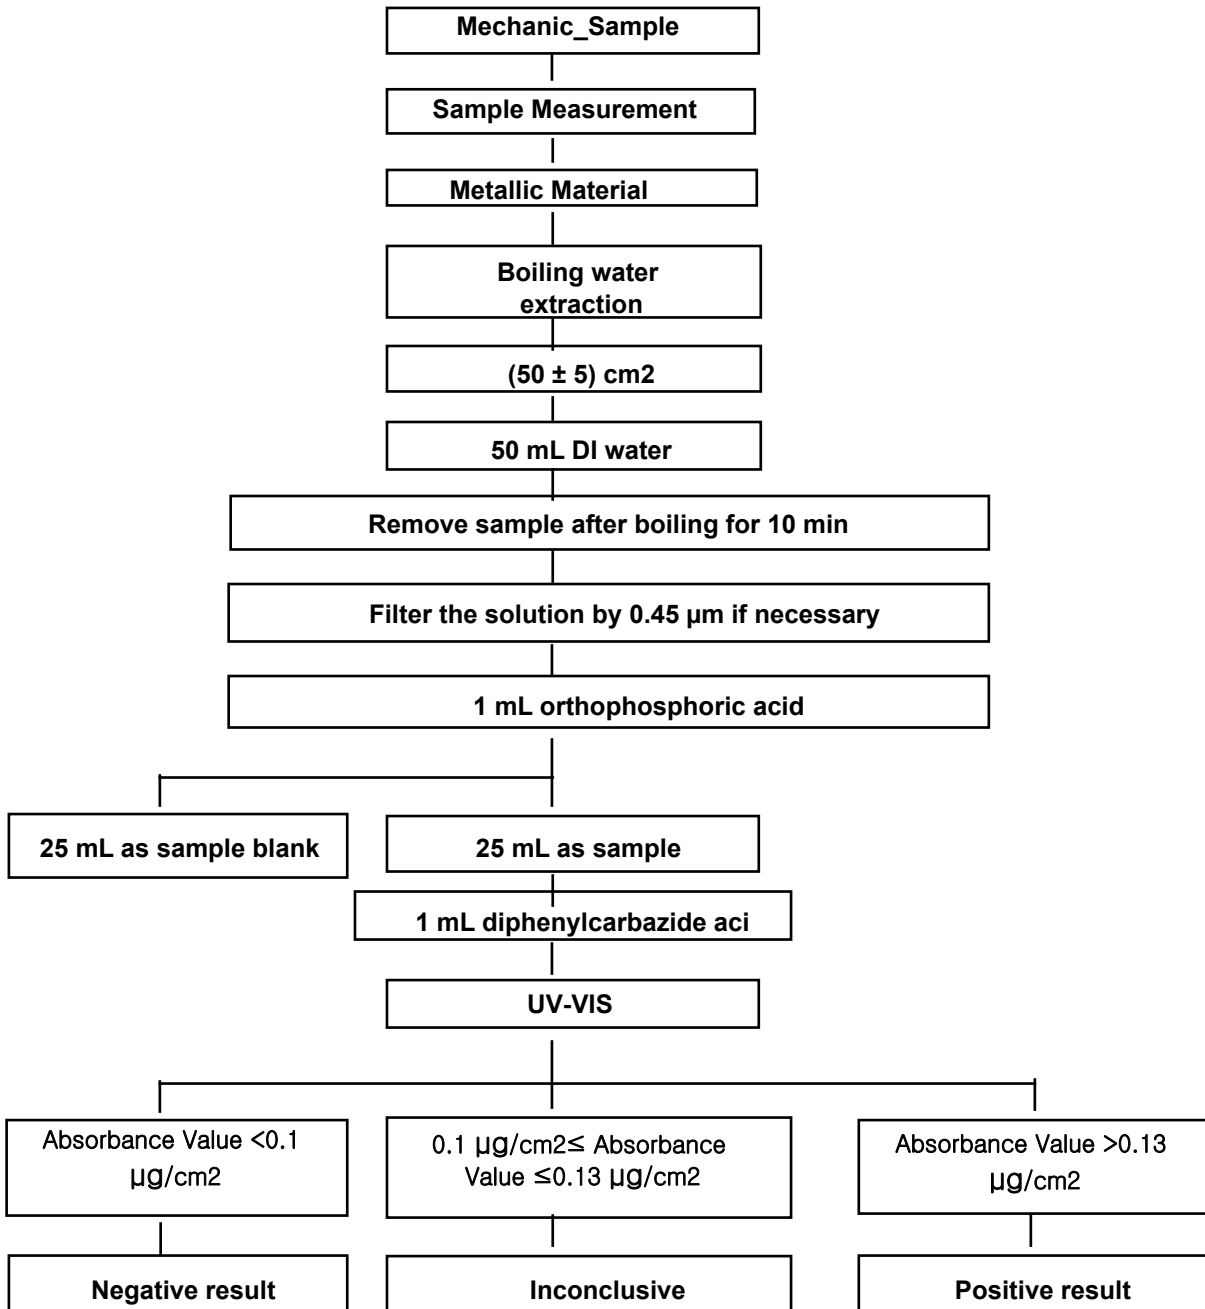 Mechanic_Sample
Sample Measurement
Metallic Material
Boiling water
extraction
(50 ± 5) cm2
50 mL DI water
Remove sample after boiling for 10 min
Filter the solution by 0.45 µm if necessary
1 mL orthophosphoric acid
25 mL as sample blank
25 mL as sample
1 mL diphenylcarbazide aci
UV-VIS
Absorbance Value <0.1
µg/cm2
0.1 µg/cm2≤ Absorbance
Value ≤0.13 µg/cm2
Absorbance Value >0.13
µg/cm2
Negative result
Inconclusive
Positive result